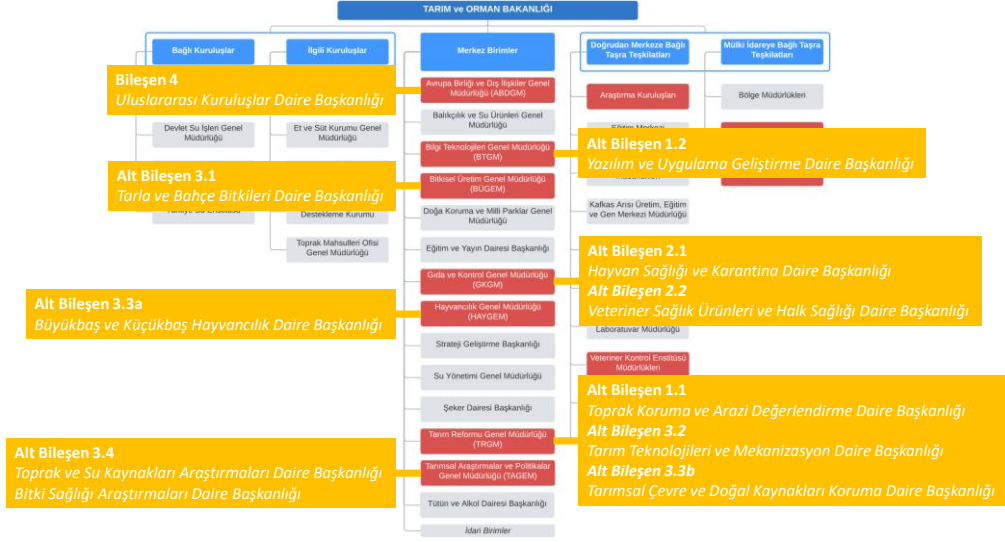 TARIM ve ORMAN BAKANLIĞI
Bağlı Kuruluşlar
İlgili Kuruluşlar
Merkez Birimler
Doğrudan Merkeze Bağlı
Taşra Teşkilatları
Mülki İdareye Bağlı Taşra
Teşkilatları
Bileşen 4
Uluslararası Kuruluşlar Daire Başkanlığı
Avrupa Birliği ve Dış İlişkiler Genel
Müdürlüğü (ABDGM)
Araştırma Kuruluşları
Bölge Müdürlükleri
Devlet Su İşleri Genel
Müdürlüğü
Et ve Süt Kurumu Genel
Müdürlüğü
Balıkçılık ve Su Ürünleri Genel
Müdürlüğü
Eğitim Merkezi
Bilgi Teknolojileri Genel Müdürlüğü
(BTGM)
Alt Bileşen 1.2
Yazılım ve Uygulama Geliştirme Daire Başkanlığı
Alt Bileşen 3.1
Tarla ve Bahçe Bitkileri Daire Başkanlığı
Bitkisel Üretim Genel Müdürlüğü
(BÜGEM)
Destekleme Kurumu
Doğa Koruma ve Milli Parklar Genel
Müdürlüğü
Kafkas Arısı Üretim, Eğitim
ve Gen Merkezi Müdürlüğü
Toprak Mahsulleri Ofisi
Genel Müdürlüğü
Eğitim ve Yayın Dairesi Başkanlığı
Gıda ve Kontrol Genel Müdürlüğü
(GKGM)
Alt Bileşen 2.1
Hayvan Sağlığı ve Karantina Daire Başkanlığı
Alt Bileşen 2.2
Veteriner Sağlık Ürünleri ve Halk Sağlığı Daire Başkanlığı
Alt Bileşen 3.3a
Büyükbaş ve Küçükbaş Hayvancılık Daire Başkanlığı
Hayvancılık Genel Müdürlüğü
(HAYGEM)
Laboratuvar Müdürlüğü
Strateji Geliştirme Başkanlığı
Veteriner Kontrol Enstitüsü
Müdürlükleri
Su Yönetimi Genel Müdürlüğü
Şeker Dairesi Başkanlığı
Alt Bileşen 1.1
Toprak Koruma ve Arazi Değerlendirme Daire Başkanlığı
Alt Bileşen 3.2
Tarım Teknolojileri ve Mekanizasyon Daire Başkanlığı
Alt Bileşen 3.3b
Tarımsal Çevre ve Doğal Kaynakları Koruma Daire Başkanlığı
Tarım Reformu Genel Müdürlüğü
(TRGM)
Alt Bileşen 3.4
Toprak ve Su Kaynakları Araştırmaları Daire Başkanlığı
Bitki Sağlığı Araştırmaları Daire Başkanlığı
Tarımsal Araştırmalar ve Politikalar
Genel Müdürlüğü (TAGEM)
Tütün ve Alkol Dairesi Başkanlığı
İdari Birimler